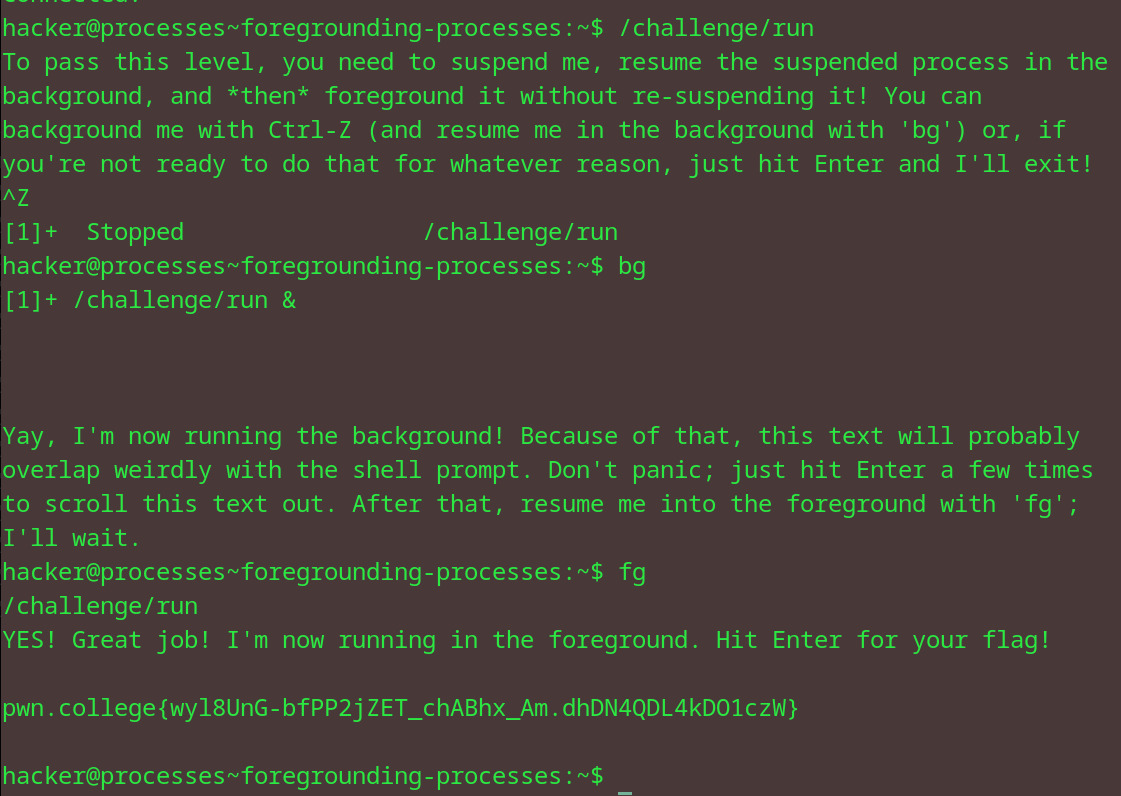 hacker@processes~foregrounding-processes:~$ /challenge/run
To pass this level, you need to suspend me, resume the suspended process in the
background, and *then* foreground it without re-suspending it! You can
background me with Ctrl-Z (and resume me in the background with 'bg') or, if
you're not ready to do that for whatever reason, just hit Enter and I'll exit!
^Z
[1]+  Stopped                 /challenge/run
hacker@processes~foregrounding-processes:~$ bg
[1]+ /challenge/run &
Yay, I'm now running the background! Because of that, this text will probably
overlap weirdly with the shell prompt. Don't panic; just hit Enter a few times
to scroll this text out. After that, resume me into the foreground with 'fg';
I'll wait.
hacker@processes~foregrounding-processes:~$ fg
/challenge/run
YES! Great job! I'm now running in the foreground. Hit Enter for your flag!
pwn.college{wyl8UnG-bfPP2jZET_chABhx_Am.dhDN4QDL4kDO1czW}
hacker@processes~foregrounding-processes:~$